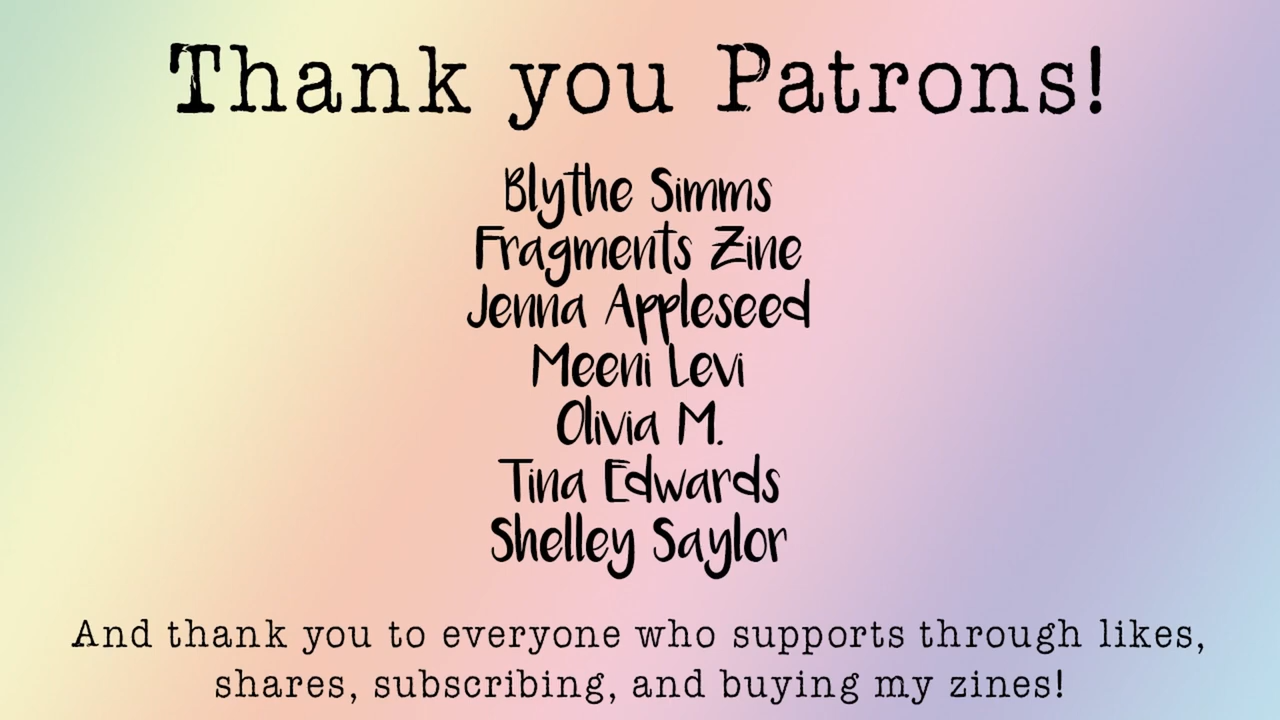 Thank you Patrons!
Blythe Simms
Fragments Zine
Jenna Appleseed
Meeni Levi
Olivia M.
Tina Edwards
Shelley Saylor
And thank you to everyone who supports through likes,
shares, subscribing, and buying my zines!